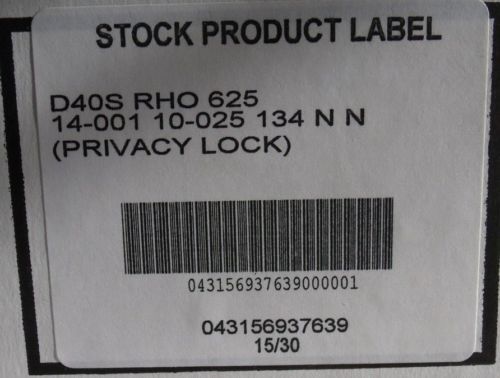 STOCK PRODUCT LABEL
D40S RHO 625
14-001 10-025 134 N N
(PRIVACY LOCK)
043156937639000001
043156937639
15/30